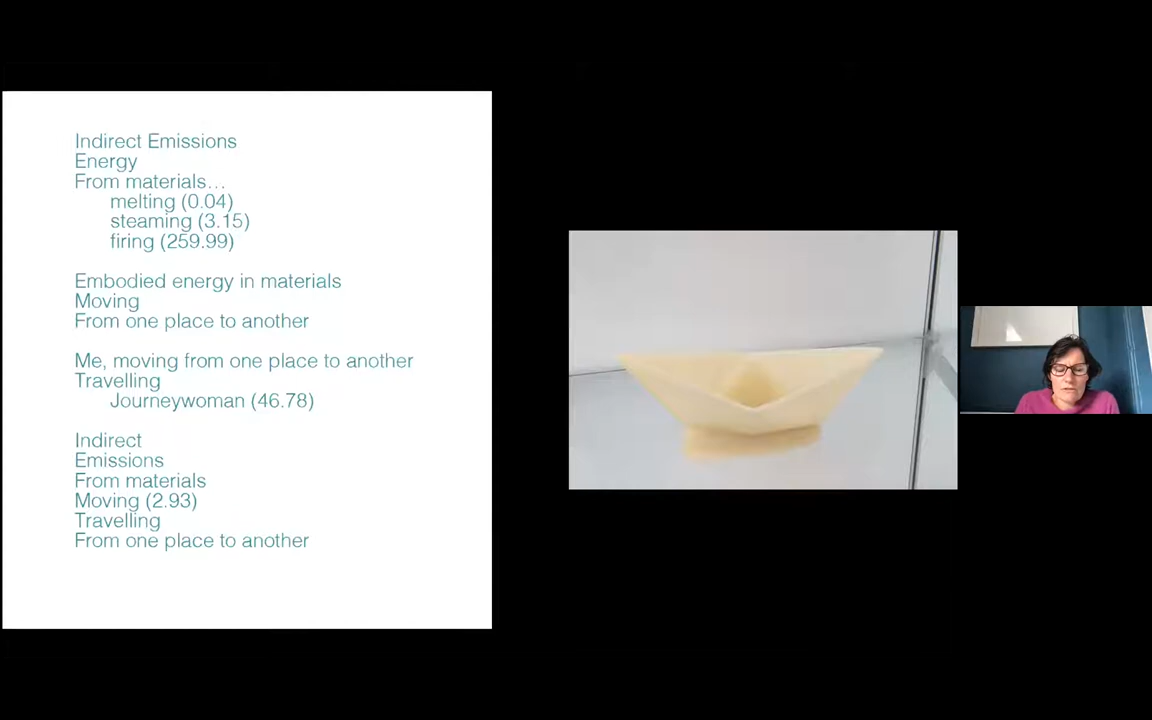 Indirect Emissions
Energy
From materials…
melting (0.04)
steaming (3.15)
firing (259.99)
Embodied energy in materials
Moving
From one place to another
Me, moving from one place to another
Travelling
Journeywoman (46.78)
Indirect
Emissions
From materials
Moving (2.93)
Travelling
From one place to another